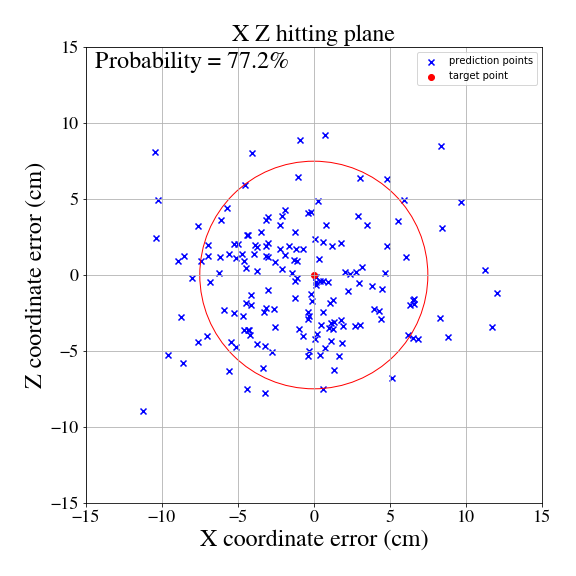 X Z hitting plane
Probability = 77.2%
prediction points
target point
15
10
5
0
−5
−10
−15
−15
−10
−5
0
5
10
15
Z coordinate error (cm)
X coordinate error (cm)